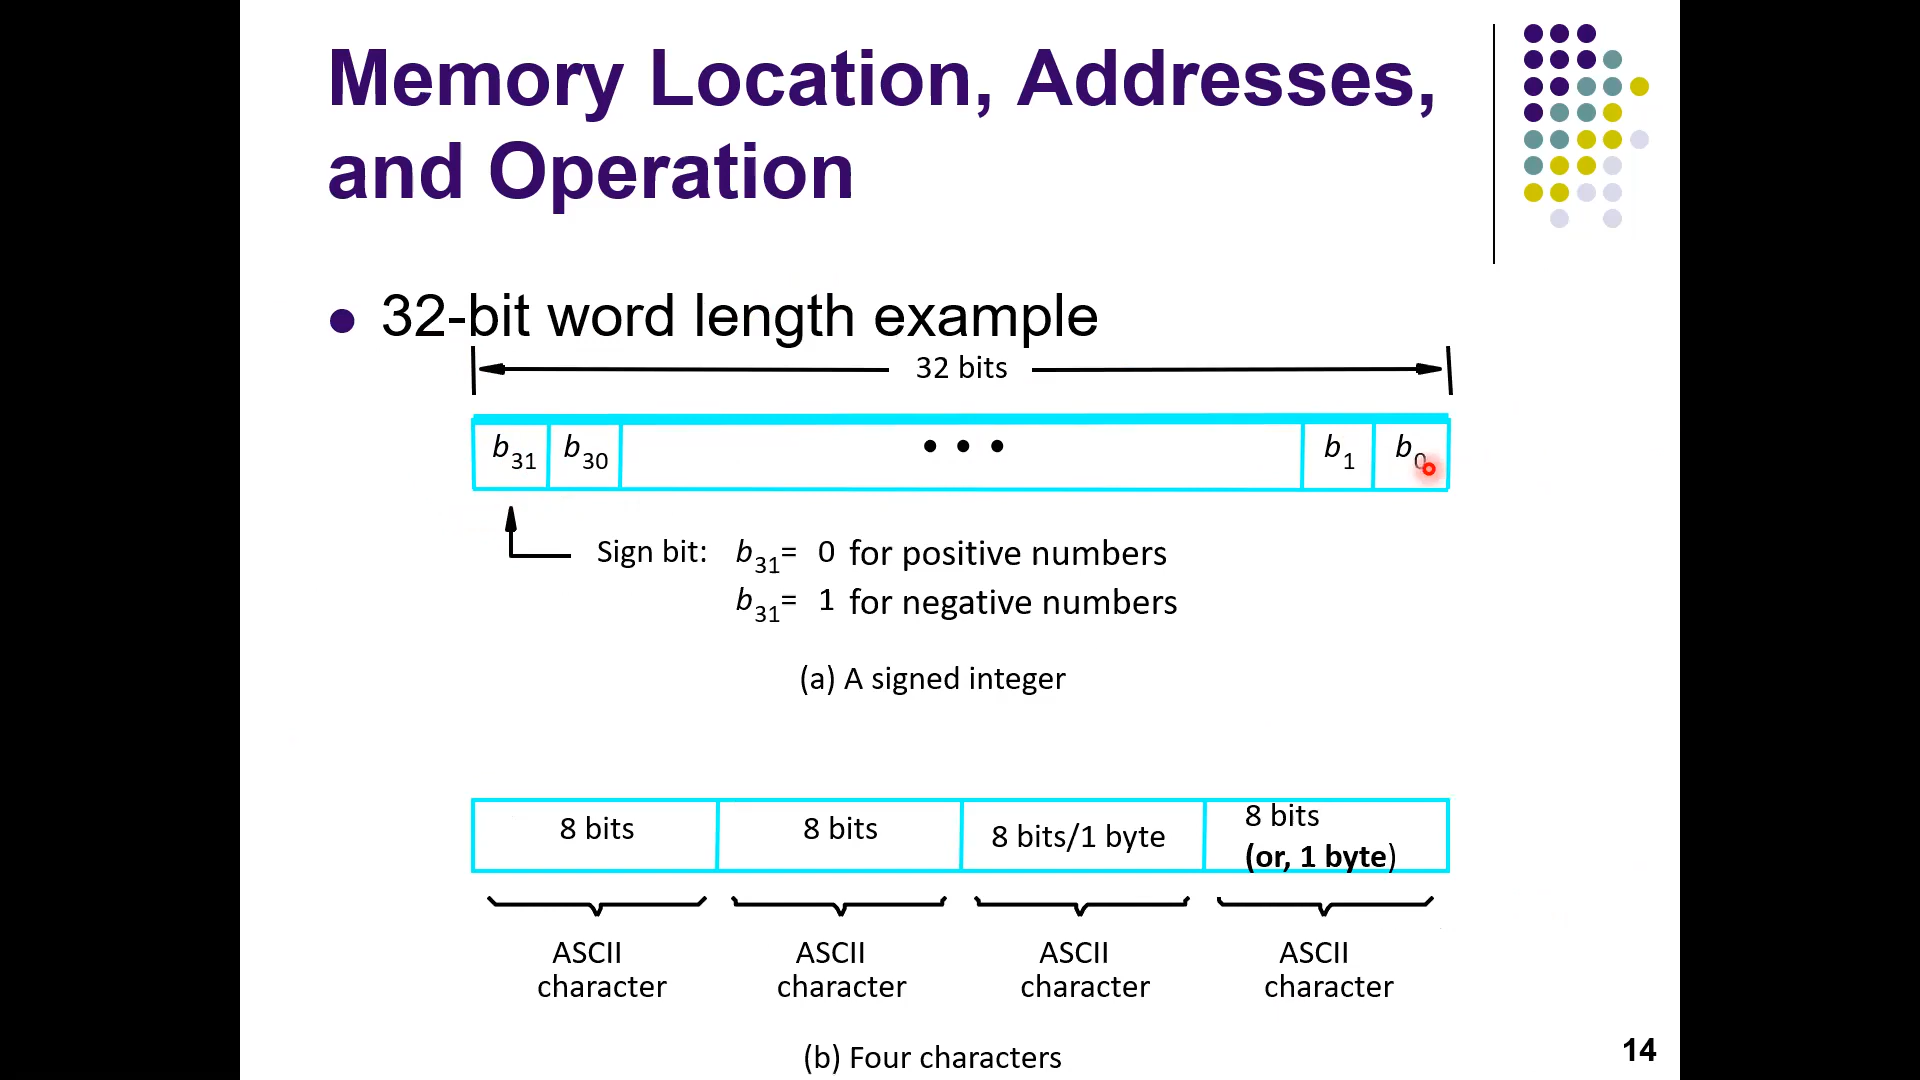 Memory Location, Addresses,
and Operation
32-bit word length example
32 bits
b31 b30 • • • b1 b0
Sign bit: b31= 0 for positive numbers
b31= 1 for negative numbers
(a) A signed integer
8 bits 8 bits 8 bits/1 byte 8 bits
(or, 1 byte)
ASCII ASCII ASCII ASCII
character character character character
(b) Four characters
14